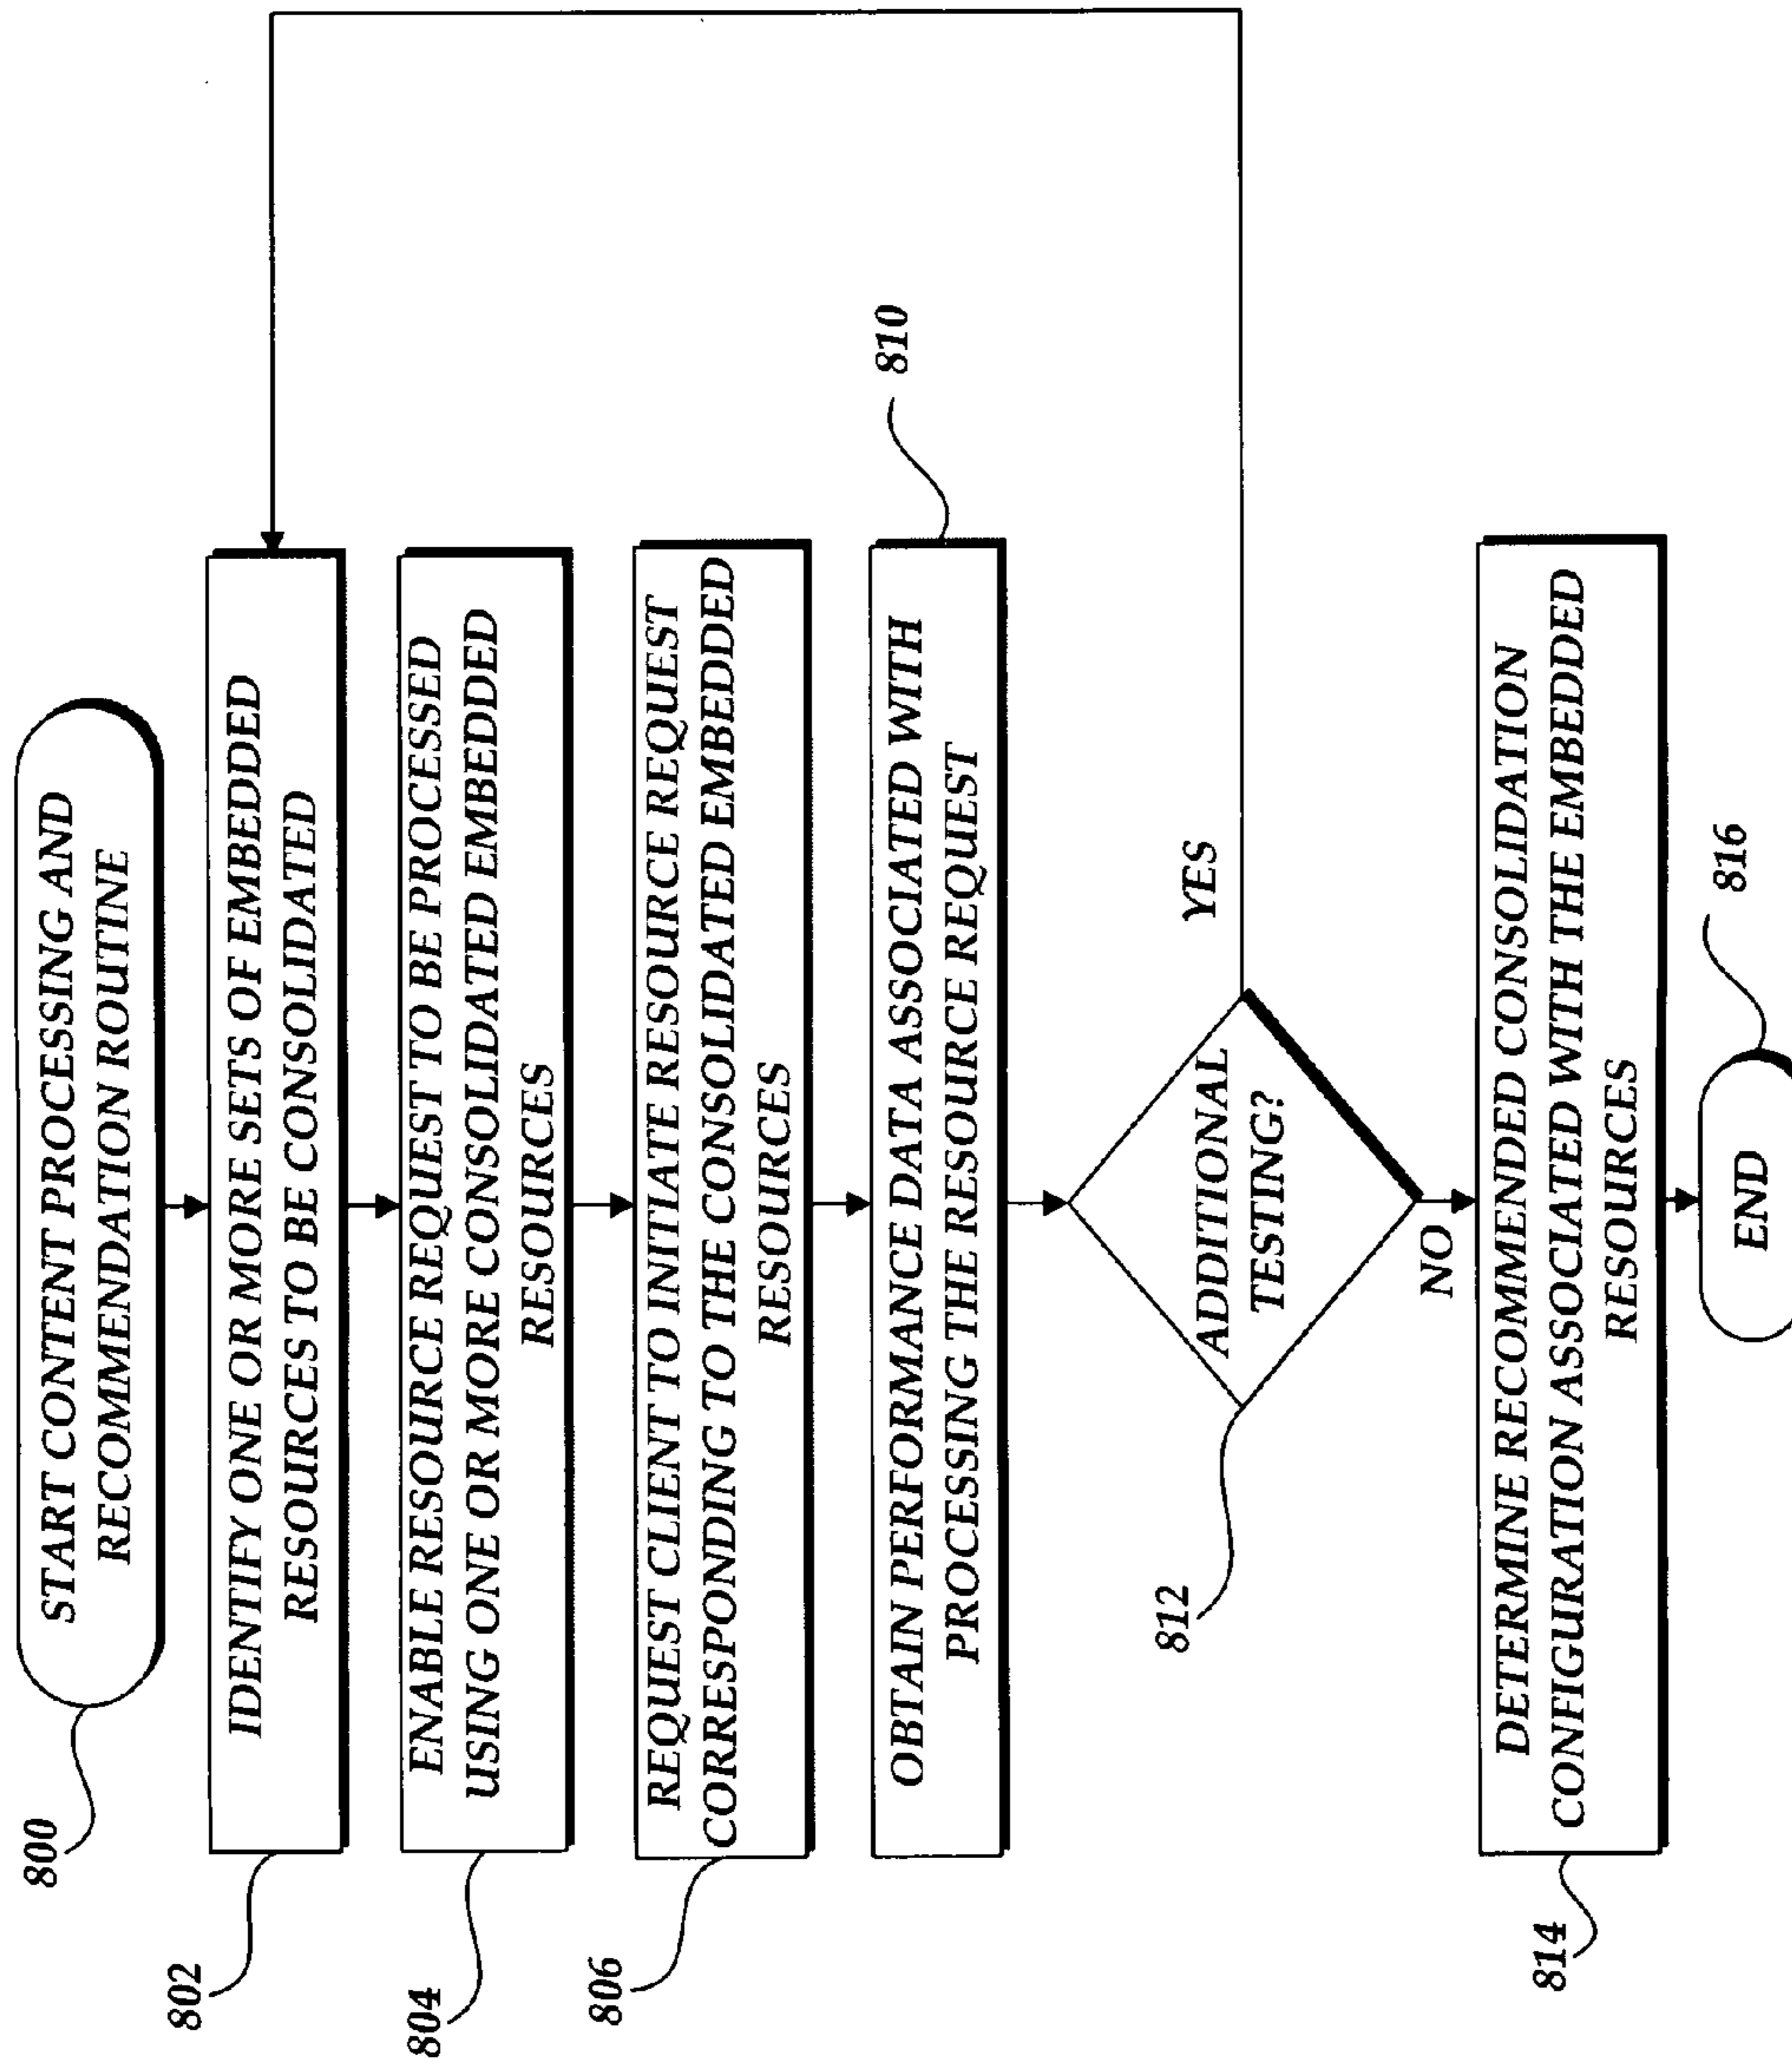 800
START CONTENT PROCESSING AND
RECOMMENDATION ROUTINE
802
IDENTIFY ONE OR MORE SETS OF EMBEDDED
RESOURCES TO BE CONSOLIDATED
804
ENABLE RESOURCE REQUEST TO BE PROCESSED
USING ONE OR MORE CONSOLIDATED EMBEDDED
RESOURCES
806
REQUEST CLIENT TO INITIATE RESOURCE REQUEST
CORRESPONDING TO THE CONSOLIDATED EMBEDDED
RESOURCES
810
OBTAIN PERFORMANCE DATA ASSOCIATED WITH
PROCESSING THE RESOURCE REQUEST
812
ADDITIONAL
TESTING?
YES
NO
814
DETERMINE RECOMMENDED CONSOLIDATION
CONFIGURATION ASSOCIATED WITH THE EMBEDDED
RESOURCES
816
END